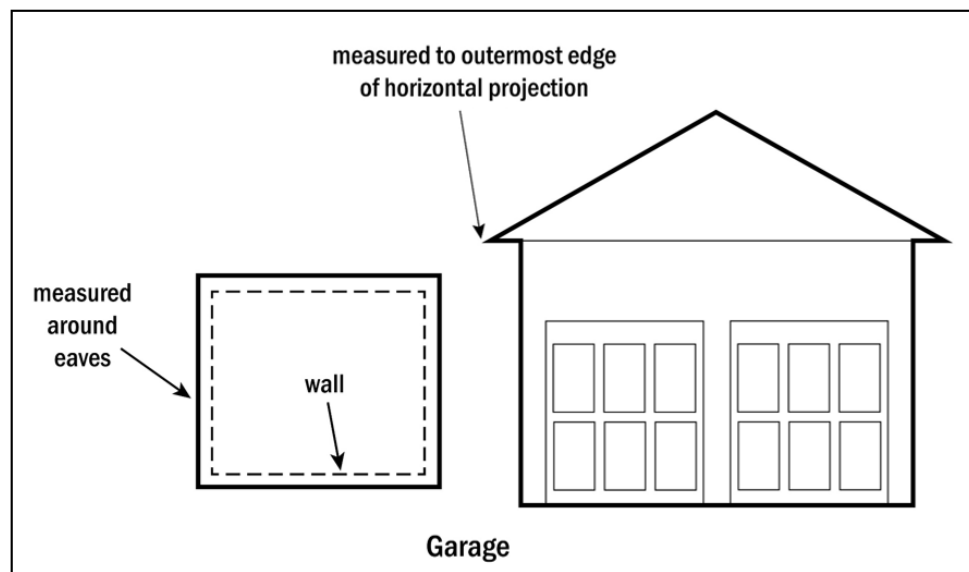 measured to outermost edge
of horizontal projection
measured
around
eaves
wall
Garage